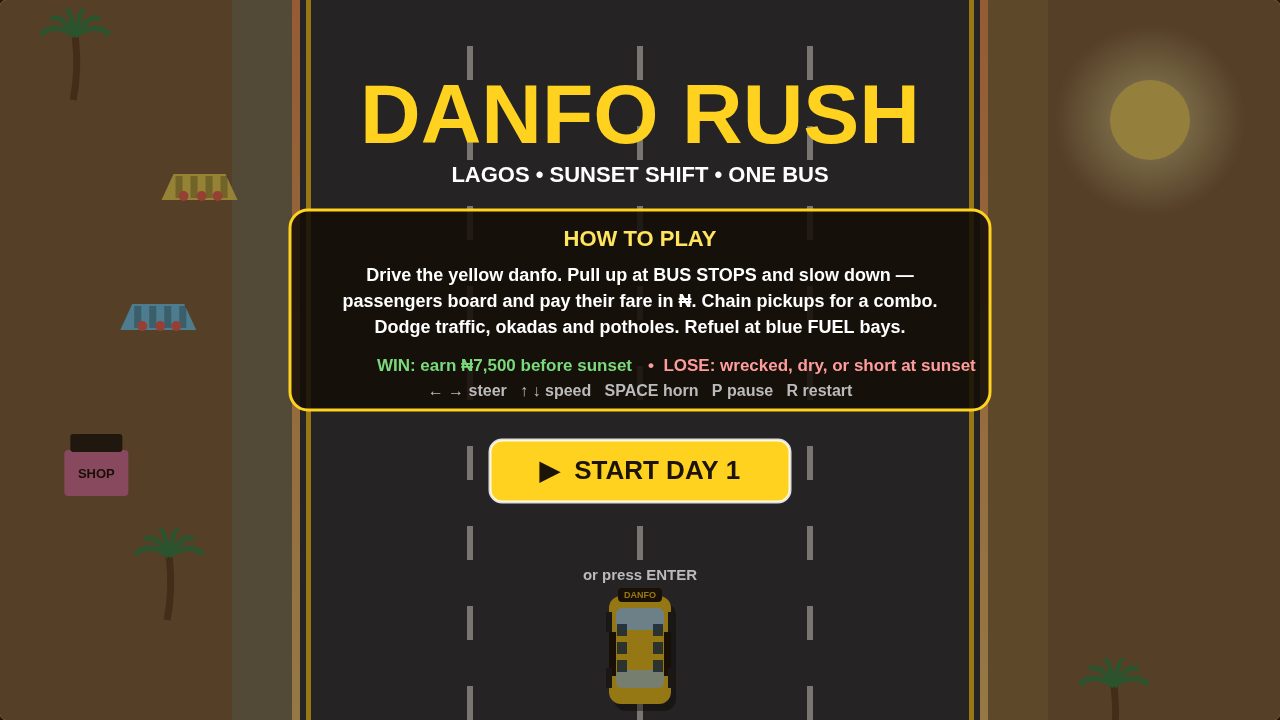 DANFO RUSH
LAGOS • SUNSET SHIFT • ONE BUS
HOW TO PLAY
Drive the yellow danfo. Pull up at BUS STOPS and slow down —
passengers board and pay their fare in ₦. Chain pickups for a combo.
Dodge traffic, okadas and potholes. Refuel at blue FUEL bays.
WIN: earn ₦7,500 before sunset • LOSE: wrecked, dry, or short at sunset
← → steer ↑ ↓ speed SPACE horn P pause R restart
SHOP
▶ START DAY 1
or press ENTER
DANFO